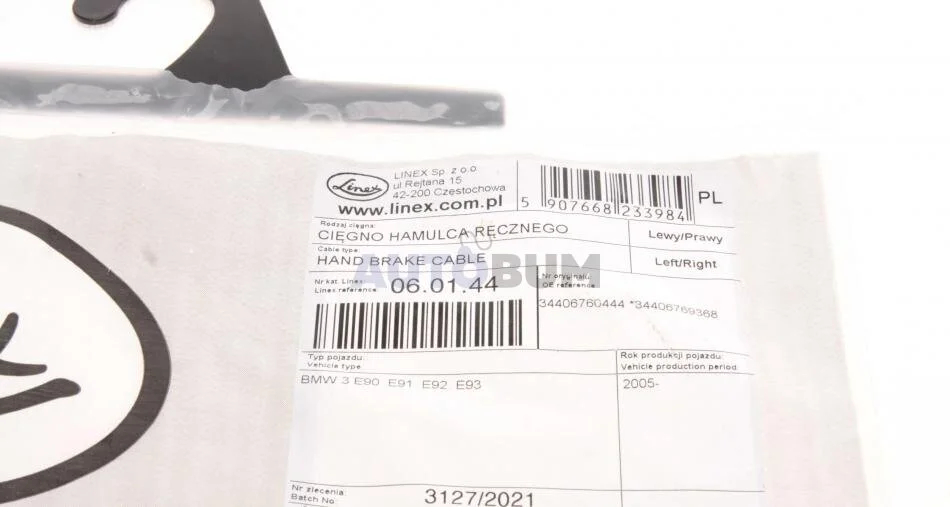 Linex
LINEX Sp. z o.o
ul.Rejtana 15
42-200 Częstochowa
www.linex.com.pl
5 907668 233984
PL
Rodzaj cięgna:
CIĘGNO HAMULCA RĘCZNEGO
Lewy/Prawy
Cable type:
HAND BRAKE CABLE
Left/Right
AUTOBUM
Nr kat. Linex:
Linex reference:
06.01.44
Nr oryginału:
OE reference:
34406760444 *34406769368
Typ pojazdu:
Vehicle type
Rok produkcji pojazdu:
Vehicle production period:
BMW 3 E90 E91 E92 E93
2005-
Nr zlecenia:
Batch No
3127/2021